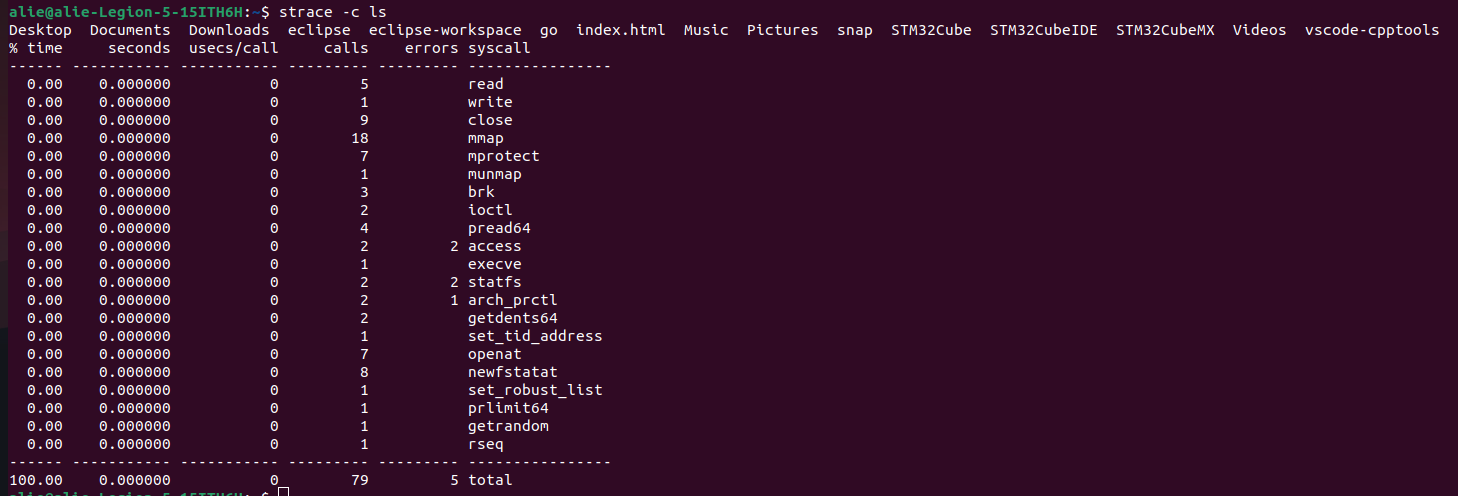 alie@alie-Legion-5-15ITH6H:~$ strace -c ls
Desktop  Documents  Downloads  eclipse  eclipse-workspace  go  index.html  Music  Pictures  snap  STM32Cube  STM32CubeIDE  STM32CubeMX  Videos  vscode-cpptools
% time     seconds  usecs/call     calls    errors syscall
------ ----------- ----------- --------- --------- ----------------
  0.00    0.000000           0         5           read
  0.00    0.000000           0         1           write
  0.00    0.000000           0         9           close
  0.00    0.000000           0        18           mmap
  0.00    0.000000           0         7           mprotect
  0.00    0.000000           0         1           munmap
  0.00    0.000000           0         3           brk
  0.00    0.000000           0         2           ioctl
  0.00    0.000000           0         4           pread64
  0.00    0.000000           0         2         2 access
  0.00    0.000000           0         1           execve
  0.00    0.000000           0         2         2 statfs
  0.00    0.000000           0         2         1 arch_prctl
  0.00    0.000000           0         2           getdents64
  0.00    0.000000           0         1           set_tid_address
  0.00    0.000000           0         7           openat
  0.00    0.000000           0         8           newfstatat
  0.00    0.000000           0         1           set_robust_list
  0.00    0.000000           0         1           prlimit64
  0.00    0.000000           0         1           getrandom
  0.00    0.000000           0         1           rseq
------ ----------- ----------- --------- --------- ----------------
100.00    0.000000           0        79         5 total
alie@alie-Legion-5-15ITH6H:~$